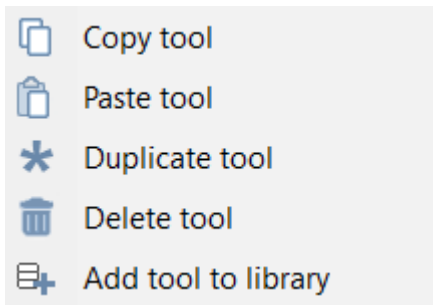 Copy tool
Paste tool
Duplicate tool
Delete tool
Add tool to library